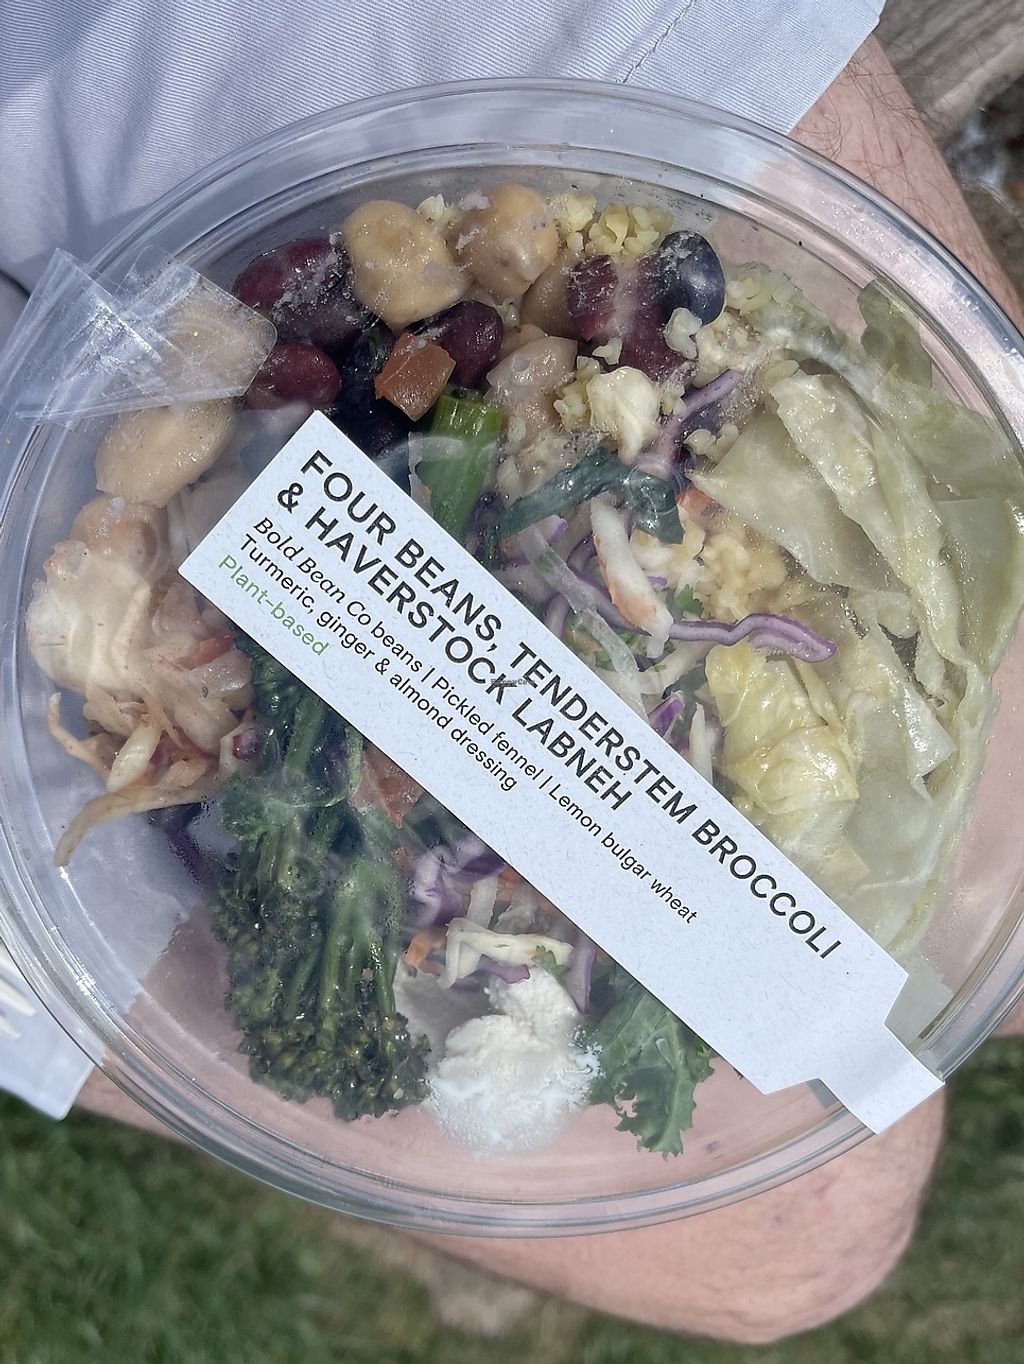 FOUR BEANS, TENDERSTEM BROCCOLI
& HAVERSTOCK LABNEH
Bold Bean Co beans | Pickled fennel | Lemon bulgar wheat
Turmeric, ginger & almond dressing
Plant-based